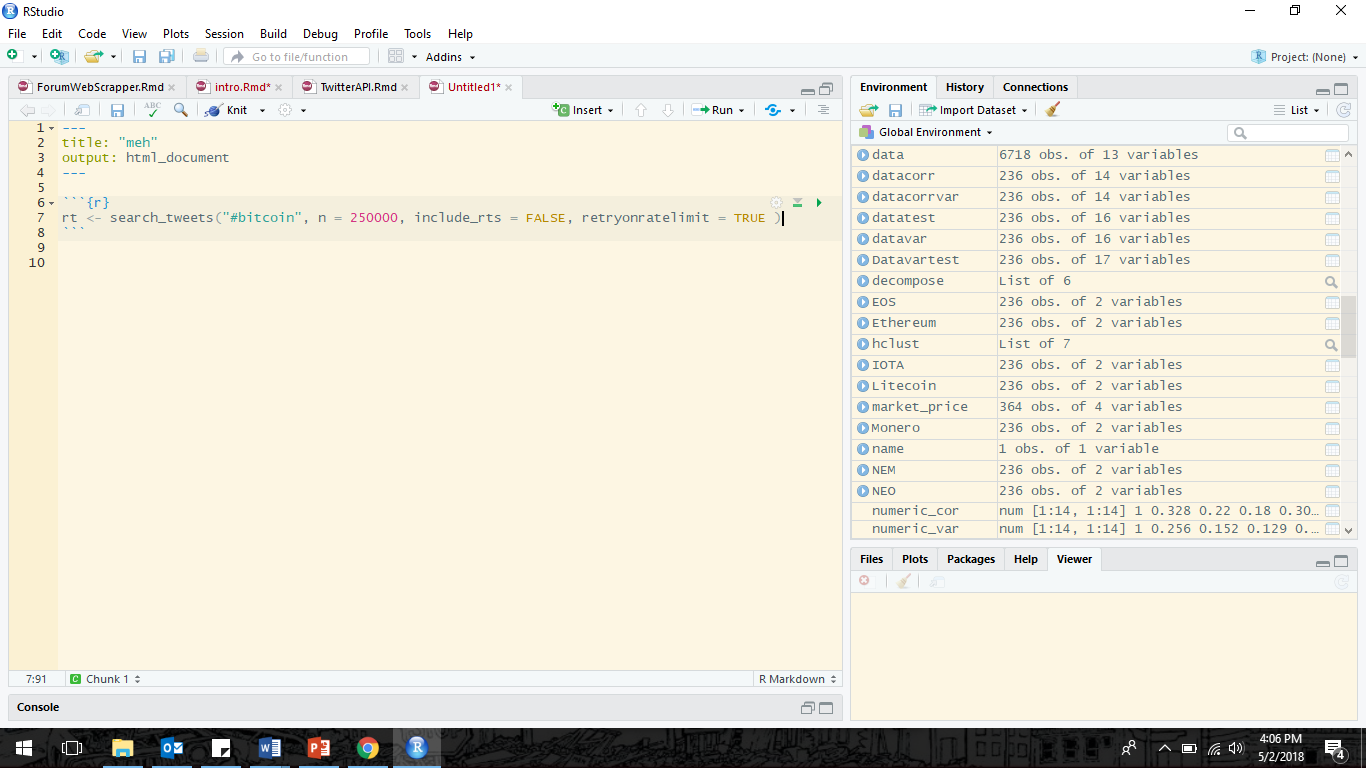 RStudio
File Edit Code View Plots Session Build Debug Profile Tools Help
Go to file/function Addins Project: (None)
ForumWebScrapper.Rmd intro.Rmd* TwitterAPI.Rmd Untitled1*
ABC Knit Insert Run
1 ---
2 title: "meh"
3 output: html_document
4 ---
5
6 ```{r}
7 rt <- search_tweets("#bitcoin", n = 250000, include_rts = FALSE, retryonratelimit = TRUE )
8 ```
9
10
7:91 Chunk 1 R Markdown
Console
Environment History Connections
Import Dataset List
Global Environment
data 6718 obs. of 13 variables
datacorr 236 obs. of 14 variables
datacorrvar 236 obs. of 14 variables
datatest 236 obs. of 16 variables
datavar 236 obs. of 16 variables
Datavartest 236 obs. of 17 variables
decompose List of 6
EOS 236 obs. of 2 variables
Ethereum 236 obs. of 2 variables
hclust List of 7
IOTA 236 obs. of 2 variables
Litecoin 236 obs. of 2 variables
market_price 364 obs. of 4 variables
Monero 236 obs. of 2 variables
name 1 obs. of 1 variable
NEM 236 obs. of 2 variables
NEO 236 obs. of 2 variables
numeric_cor num [1:14, 1:14] 1 0.328 0.22 0.18 0.30…
numeric_var num [1:14, 1:14] 1 0.256 0.152 0.129 0.…
Files Plots Packages Help Viewer
4:06 PM
5/2/2018
4